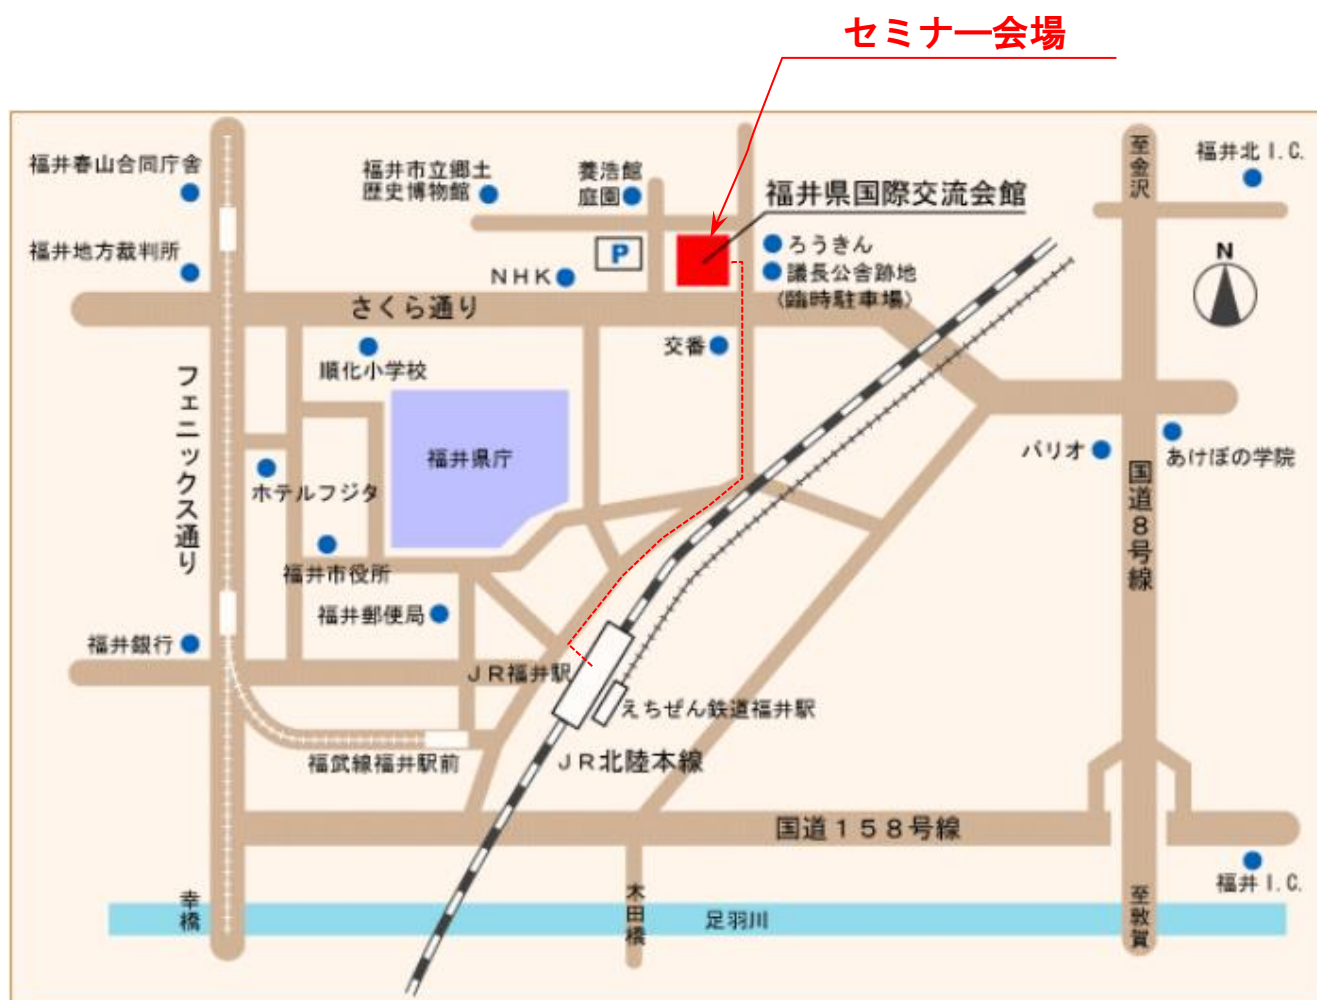 セミナー会場
福井春山合同庁舎
福井市立郷土
歴史博物館
養浩館
庭園
福井県国際交流会館
至金沢
福井北I.C.
福井地方裁判所
NHK
P
ろうきん
議長公舎跡地
(臨時駐車場)
N
さくら通り
順化小学校
交番
フェニックス通り
福井県庁
ホテルフジタ
パリオ
あけぼの学院
国道8号線
福井市役所
福井郵便局
福井銀行
JR福井駅
えちぜん鉄道福井駅
福武線福井駅前
JR北陸本線
国道158号線
福井I.C.
幸橋
木田橋
足羽川
至敦賀